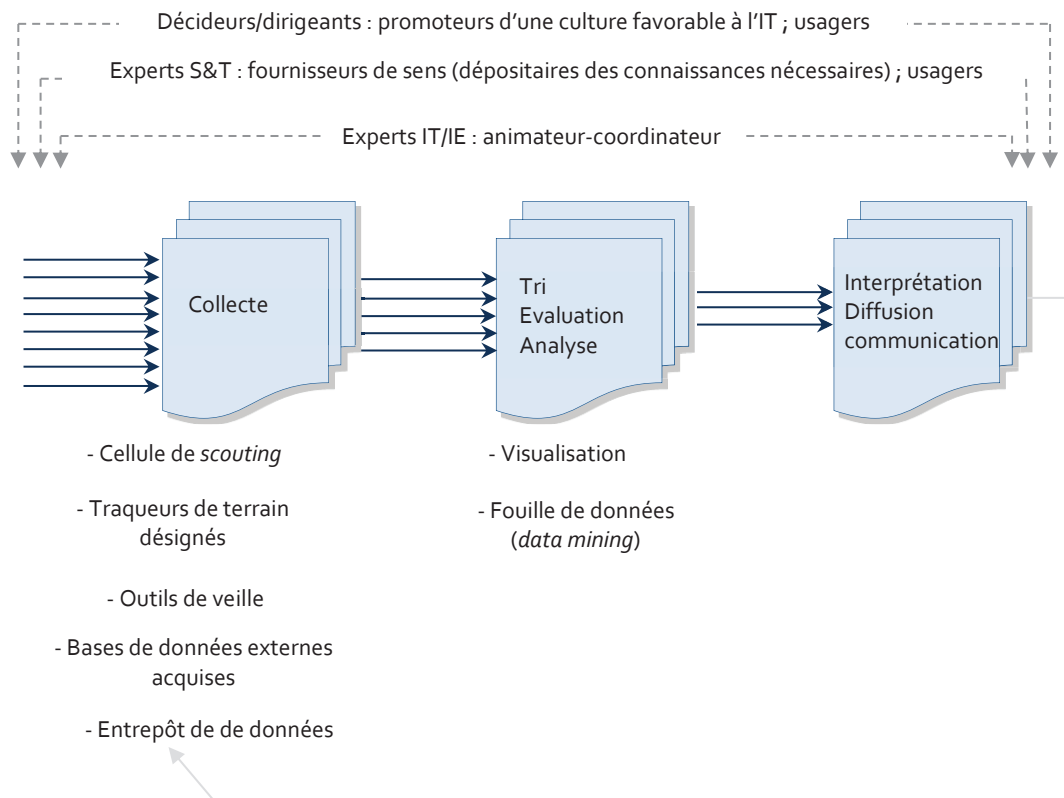 Décideurs/dirigeants : promoteurs d’une culture favorable à l’IT ; usagers
Experts S&T : fournisseurs de sens (dépositaires des connaissances nécessaires) ; usagers
Experts IT/IE : animateur-coordinateur
Collecte
Tri
Evaluation
Analyse
Interprétation
Diffusion
communication
- Cellule de scouting
- Traqueurs de terrain
désignés
- Outils de veille
- Bases de données externes
acquises
- Entrepôt de de données
- Visualisation
- Fouille de données
(data mining)